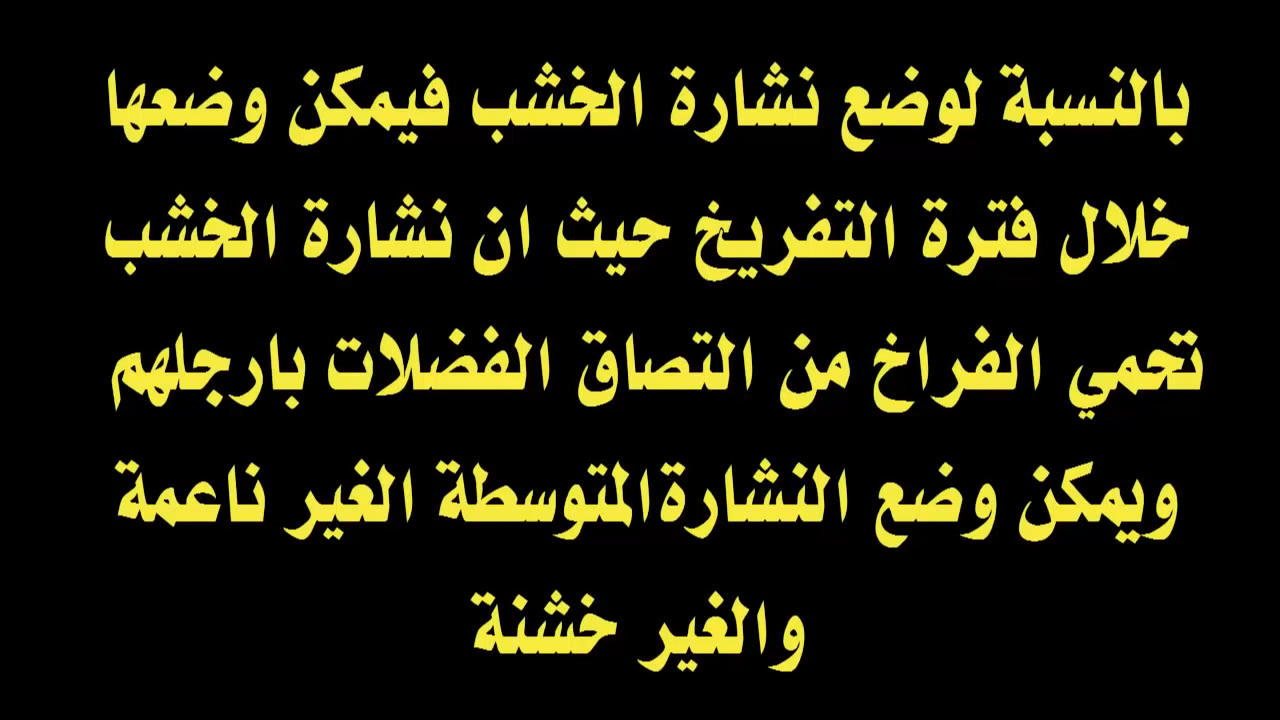 بالنسبة لوضع نشارة الخشب فيمكن وضعها
خلال فترة التفريخ حيث ان نشارة الخشب
تحمي الفراخ من التصاق الفضلات بارجلهم
ويمكن وضع النشارةالمتوسطة الغير ناعمة
والغير خشنة